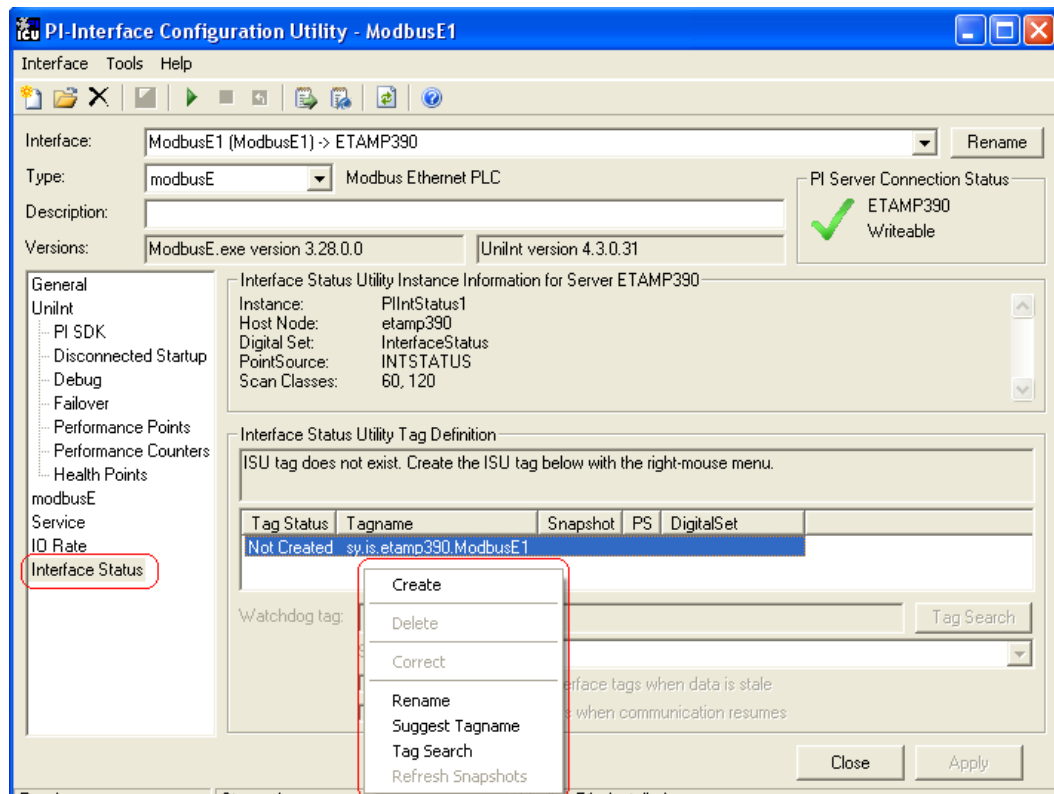 PI-Interface Configuration Utility - ModbusE1
Interface Tools Help
Interface: ModbusE1 (ModbusE1) -> ETAMP390 Rename
Type: modbusE Modbus Ethernet PLC
PI Server Connection Status
ETAMP390
Writeable
Description:
Versions: ModbusE.exe version 3.28.0.0 UniInt version 4.3.0.31
General
UniInt
PI SDK
Disconnected Startup
Debug
Failover
Performance Points
Performance Counters
Health Points
modbusE
Service
IO Rate
Interface Status
Interface Status Utility Instance Information for Server ETAMP390
Instance: PIIntStatus1
Host Node: etamp390
Digital Set: InterfaceStatus
PointSource: INTSTATUS
Scan Classes: 60, 120
Interface Status Utility Tag Definition
ISU tag does not exist. Create the ISU tag below with the right-mouse menu.
Tag Status Tagname Snapshot PS DigitalSet
Not Created sy.is.etamp390.ModbusE1
Watchdog tag: Tag Search
tags when data is stale
when communication resumes
Create
Delete
Correct
Rename
Suggest Tagname
Tag Search
Refresh Snapshots
Close Apply